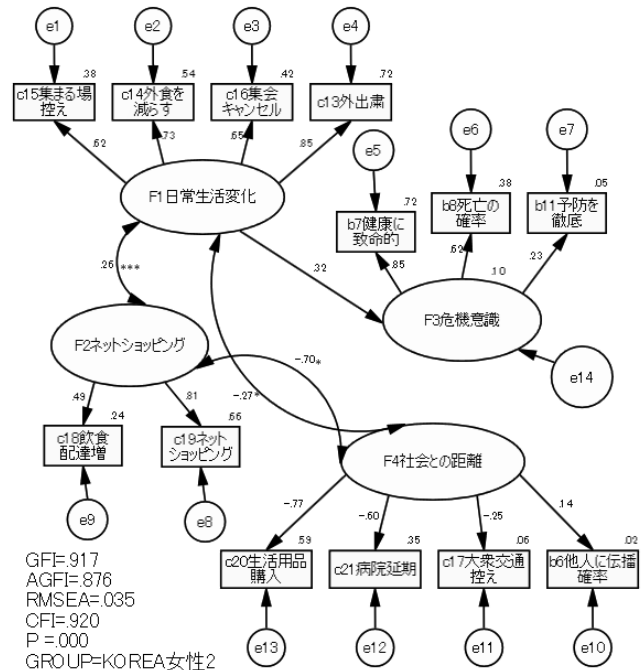 e1
e2
e3
e4
.38
.54
.42
.72
c15集まる場
控え
c14外食を
減らす
c16集会
キャンセル
c13外出粛
.62
.73
.65
.85
e5
e6
e7
F1日常生活変化
.72
.38
.05
b7健康に
致命的
b8死亡の
確率
b11予防を
徹底
.85
.62
.23
.10
.32
F3危機意識
e14
.26
***
F2ネットショッピング
-.70*
-.27*
.49
.81
.24
.66
c18飲食
配達増
c19ネット
ショッピング
e9
e8
F4社会との距離
-.77
-.60
-.25
.14
.59
.35
.06
.02
c20生活用品
購入
c21病院延期
c17大衆交通
控え
b6他人に伝播
確率
e13
e12
e11
e10
GFI=.917
AGFI=.876
RMSEA=.035
CFI=.920
P =.000
GROUP=KOREA女性2